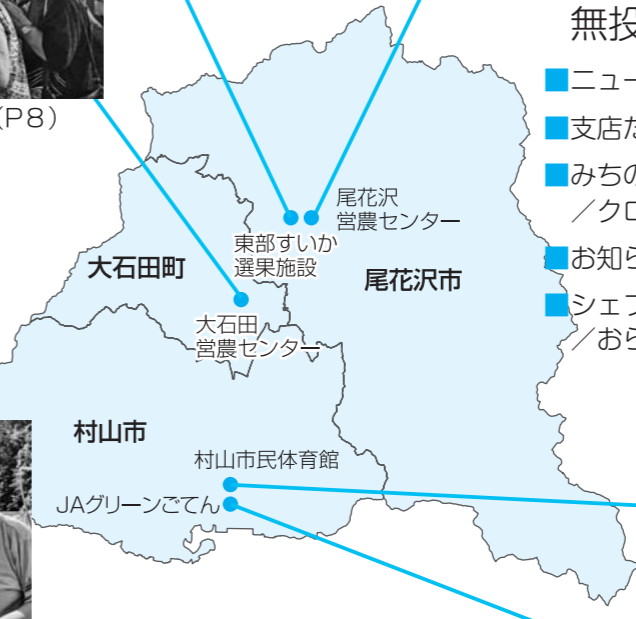 (P8)
無投
■ニュー
■支店だ
■みちの
／クロ
■お知ら
■シェフ
／おら
尾花沢
営農センター
東部すいか
選果施設
大石田町
尾花沢市
大石田
営農センター
村山市
村山市民体育館
JAグリーンごてん